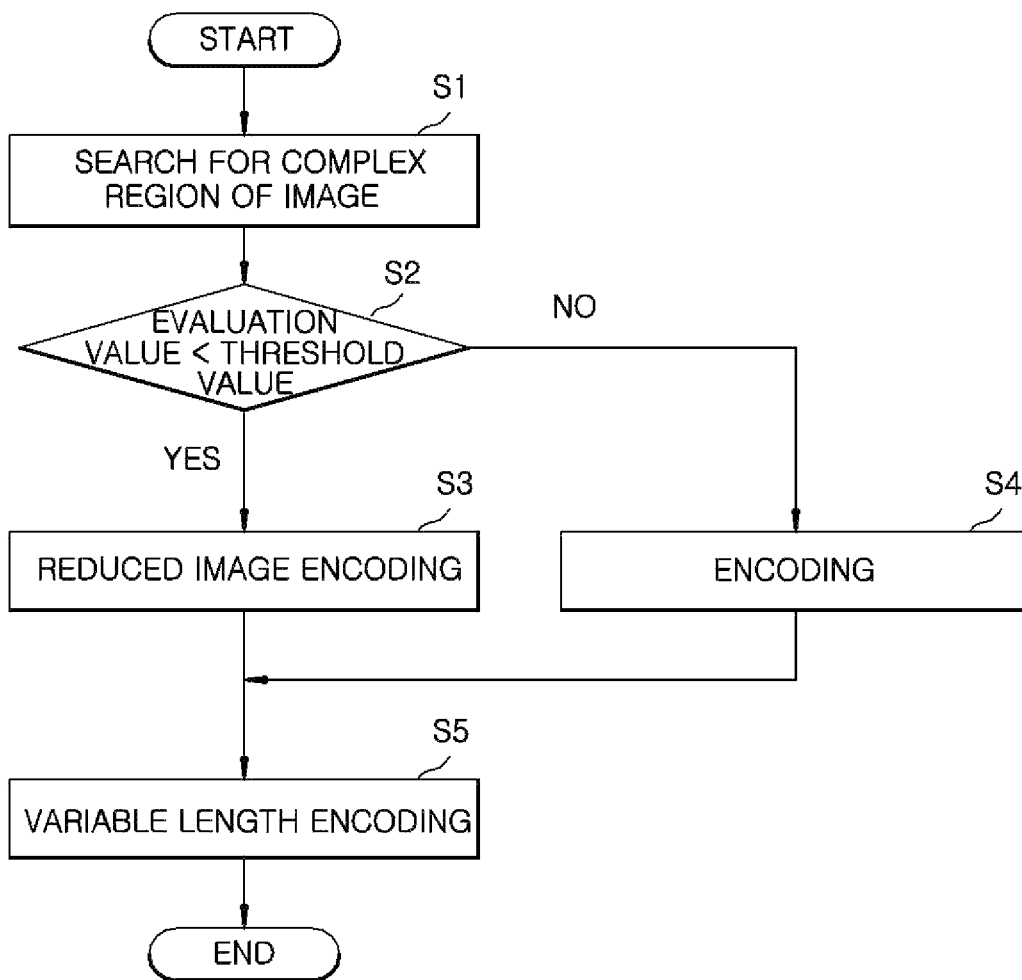 START
S1
SEARCH FOR COMPLEX
REGION OF IMAGE
S2
EVALUATION
VALUE < THRESHOLD
VALUE
NO
YES
S3
REDUCED IMAGE ENCODING
S4
ENCODING
S5
VARIABLE LENGTH ENCODING
END